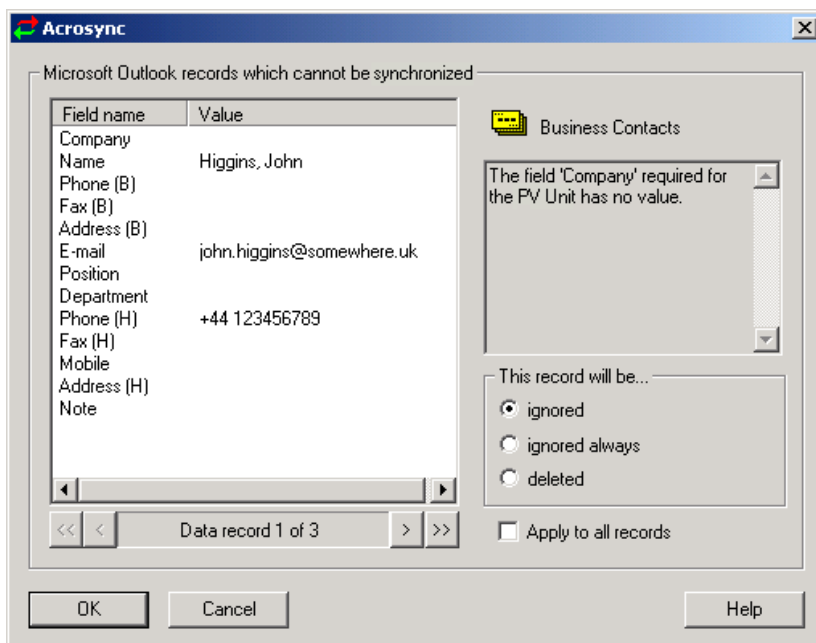 Acrosync
Microsoft Outlook records which cannot be synchronized
Field name Value
Company
Name Higgins, John
Phone (B)
Fax (B)
Address (B)
E-mail john.higgins@somewhere.uk
Position
Department
Phone (H) +44 123456789
Fax (H)
Mobile
Address (H)
Note
<< < Data record 1 of 3 > >>
Business Contacts
The field 'Company' required for
the PV Unit has no value.
This record will be...
ignored
ignored always
deleted
Apply to all records
OK Cancel Help